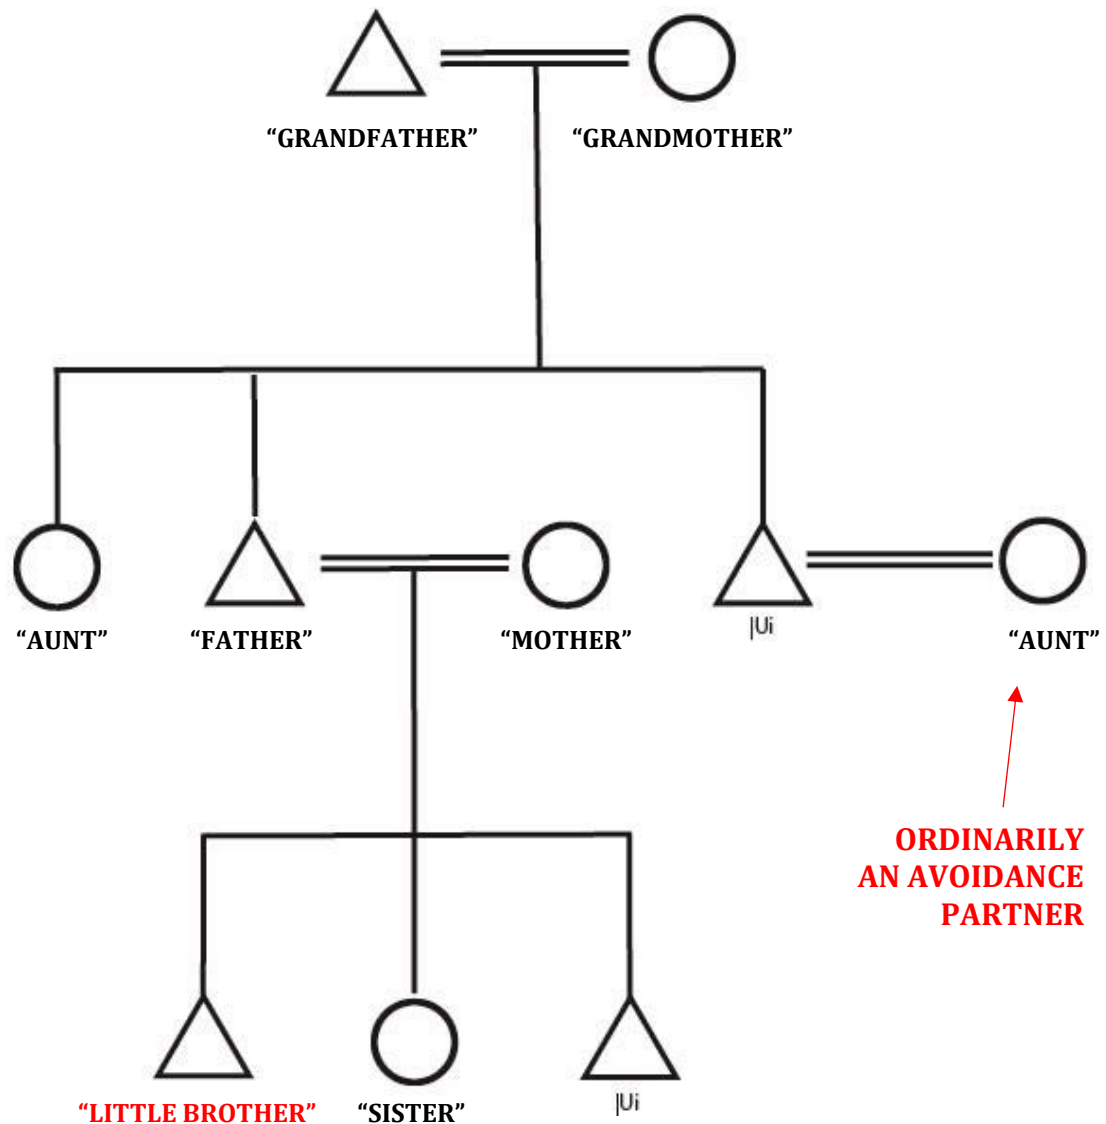 “GRANDFATHER” “GRANDMOTHER”
“AUNT” “FATHER” “MOTHER” |Ui “AUNT”
ORDINARILY
AN AVOIDANCE
PARTNER
“LITTLE BROTHER” “SISTER” |Ui